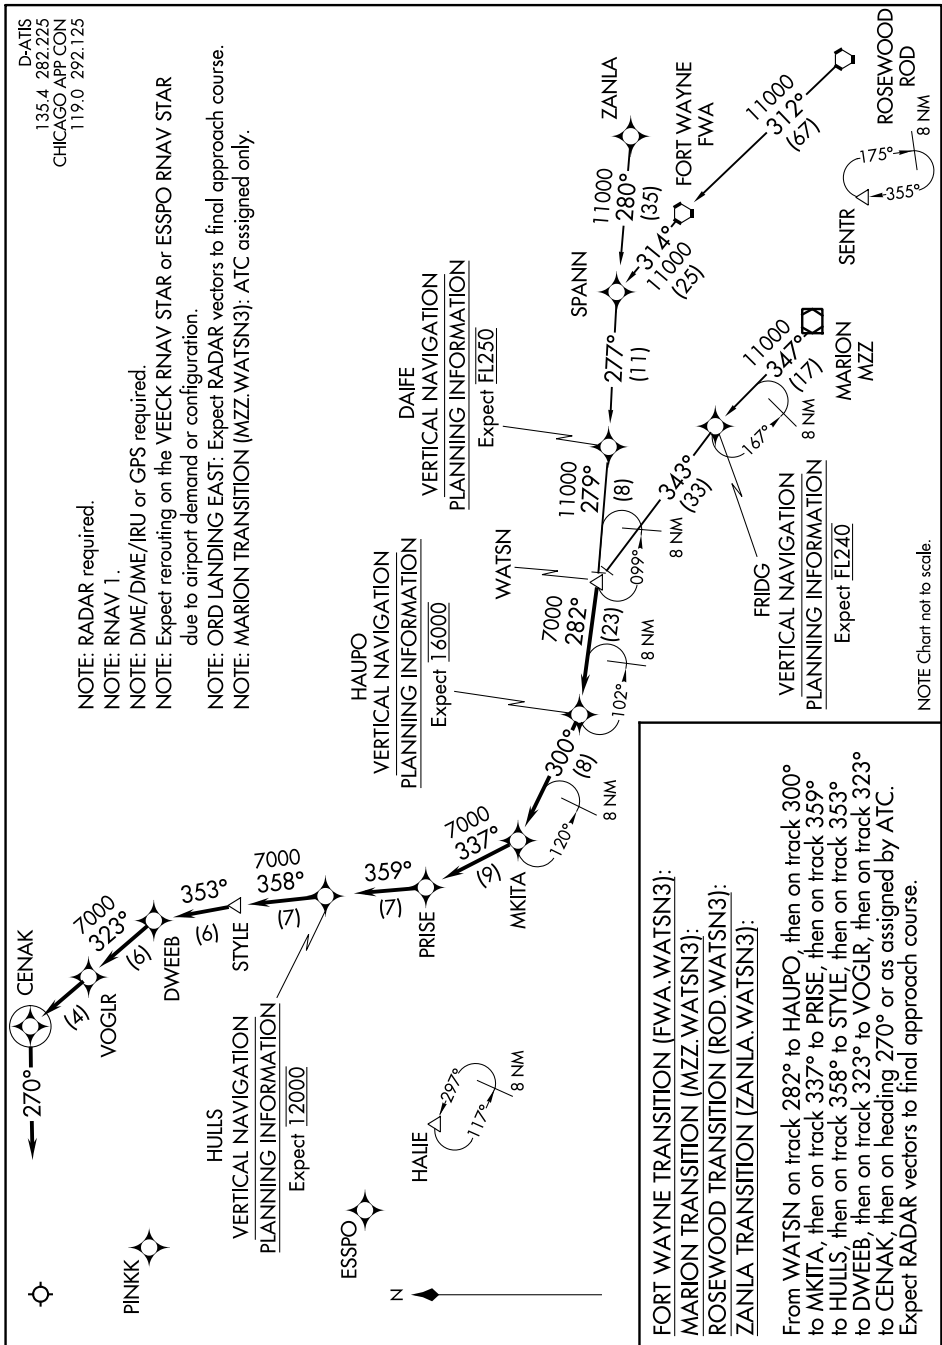 D-ATIS
135.4 282.225
CHICAGO APP CON
119.0 292.125
NOTE: RADAR required.
NOTE: RNAV 1.
NOTE: DME/DME/IRU or GPS required.
NOTE: Expect rerouting on the VEECK RNAV STAR or ESSPO RNAV STAR
due to airport demand or configuration.
NOTE: ORD LANDING EAST: Expect RADAR vectors to final approach course.
NOTE: MARION TRANSITION (MZZ.WATSN3): ATC assigned only.
270°
CENAK
(4)
VOGLR
7000
323°
(6)
DWEEB
353°
(6)
STYLE
7000
358°
(7)
HULLS
VERTICAL NAVIGATION
PLANNING INFORMATION
Expect 12000
359°
(7)
PRISE
7000
337°
(9)
MKITA
120°
8 NM
300°
(8)
HAUPO
VERTICAL NAVIGATION
PLANNING INFORMATION
Expect 16000
102°
8 NM
7000
282°
(23)
WATSN
099°
8 NM
11000
279°
(8)
DAIFE
VERTICAL NAVIGATION
PLANNING INFORMATION
Expect FL250
277°
(11)
SPANN
11000
280°
(35)
ZANLA
314°
11000
(25)
FORT WAYNE
FWA
11000
312°
(67)
ROSEWOOD
ROD
SENTR
175°
355°
8 NM
343°
(33)
FRIDG
VERTICAL NAVIGATION
PLANNING INFORMATION
Expect FL240
167°
8 NM
11000
347°
(17)
MARION
MZZ
PINKK
ESSPO
HALIE
297°
117°
8 NM
N
NOTE Chart not to scale.
FORT WAYNE TRANSITION (FWA.WATSN3):
MARION TRANSITION (MZZ.WATSN3):
ROSEWOOD TRANSITION (ROD.WATSN3):
ZANLA TRANSITION (ZANLA.WATSN3):
From WATSN on track 282° to HAUPO, then on track 300°
to MKITA, then on track 337° to PRISE, then on track 359°
to HULLS, then on track 358° to STYLE, then on track 353°
to DWEEB, then on track 323° to VOGLR, then on track 323°
to CENAK, then on heading 270° or as assigned by ATC.
Expect RADAR vectors to final approach course.